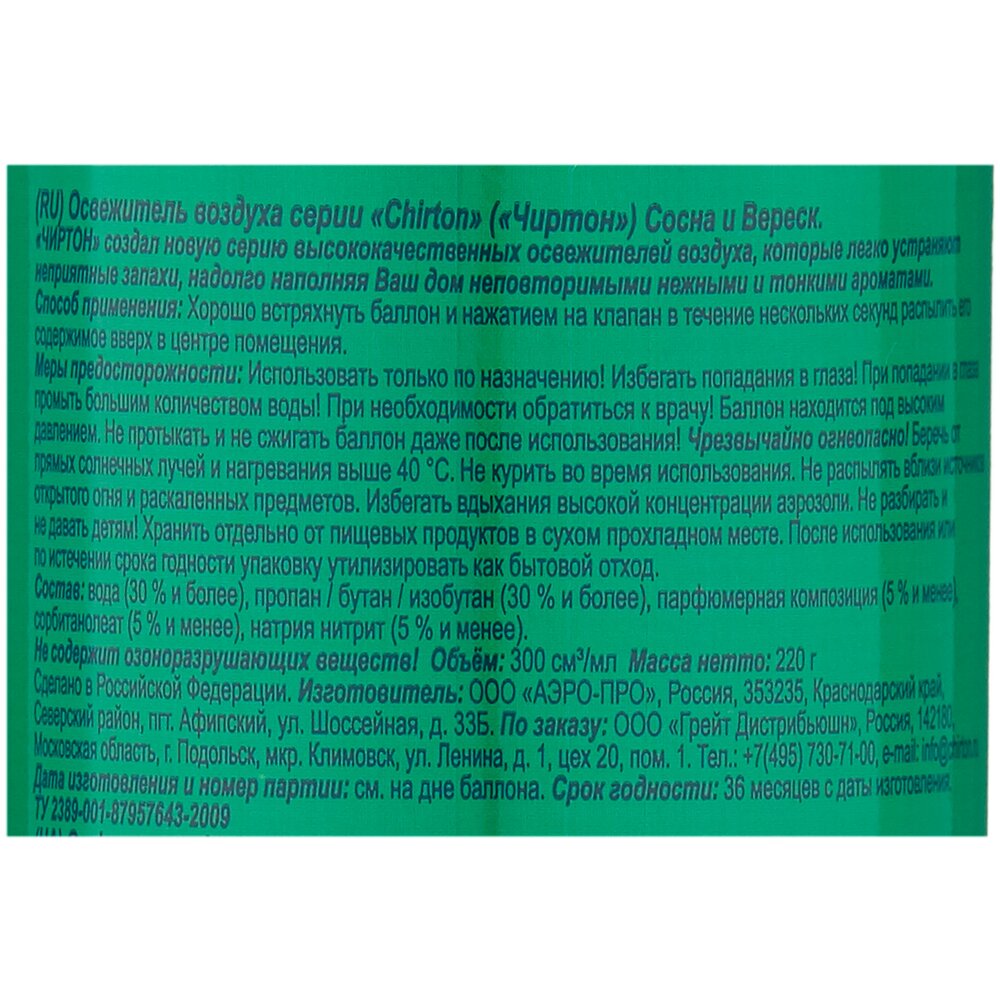 (RU) Освежитель воздуха серии «Chirton» («Чиртон») Сосна и Вереск.
«ЧИРТОН» создал новую серию высококачественных освежителей воздуха, которые легко устраняют
неприятные запахи, надолго наполняя Ваш дом неповторимыми нежными и тонкими ароматами.
Способ применения: Хорошо встряхнуть баллон и нажатием на клапан в течение нескольких секунд распылить его
содержимое вверх в центре помещения.
Меры предосторожности: Использовать только по назначению! Избегать попадания в глаза! При попадании в глаза
промыть большим количеством воды! При необходимости обратиться к врачу! Баллон находится под высоким
давлением. Не протыкать и не сжигать баллон даже после использования! Чрезвычайно огнеопасно! Беречь от
прямых солнечных лучей и нагревания выше 40 °С. Не курить во время использования. Не распылять вблизи источников
открытого огня и раскаленных предметов. Избегать вдыхания высокой концентрации аэрозоли. Не разбирать и
не давать детям! Хранить отдельно от пищевых продуктов в сухом прохладном месте. После использования или
по истечении срока годности упаковку утилизировать как бытовой отход.
Состав: вода (30 % и более), пропан / бутан / изобутан (30 % и более), парфюмерная композиция (5 % и менее),
сорбитанолеат (5 % и менее), натрия нитрит (5 % и менее).
Не содержит озоноразрушающих веществ! Объём: 300 см³/мл Масса нетто: 220 г
Сделано в Российской Федерации. Изготовитель: ООО «АЭРО-ПРО», Россия, 353235, Краснодарский край,
Северский район, пгт. Афипский, ул. Шоссейная, д. 33Б. По заказу: ООО «Грейт Дистрибьюшн», Россия, 142180,
Московская область, г. Подольск, мкр. Климовск, ул. Ленина, д. 1, цех 20, пом. 1. Тел.: +7(495) 730-71-00, e-mail: info@chirton.ru
Дата изготовления и номер партии: см. на дне баллона. Срок годности: 36 месяцев с даты изготовления.
ТУ 2389-001-87957643-2009